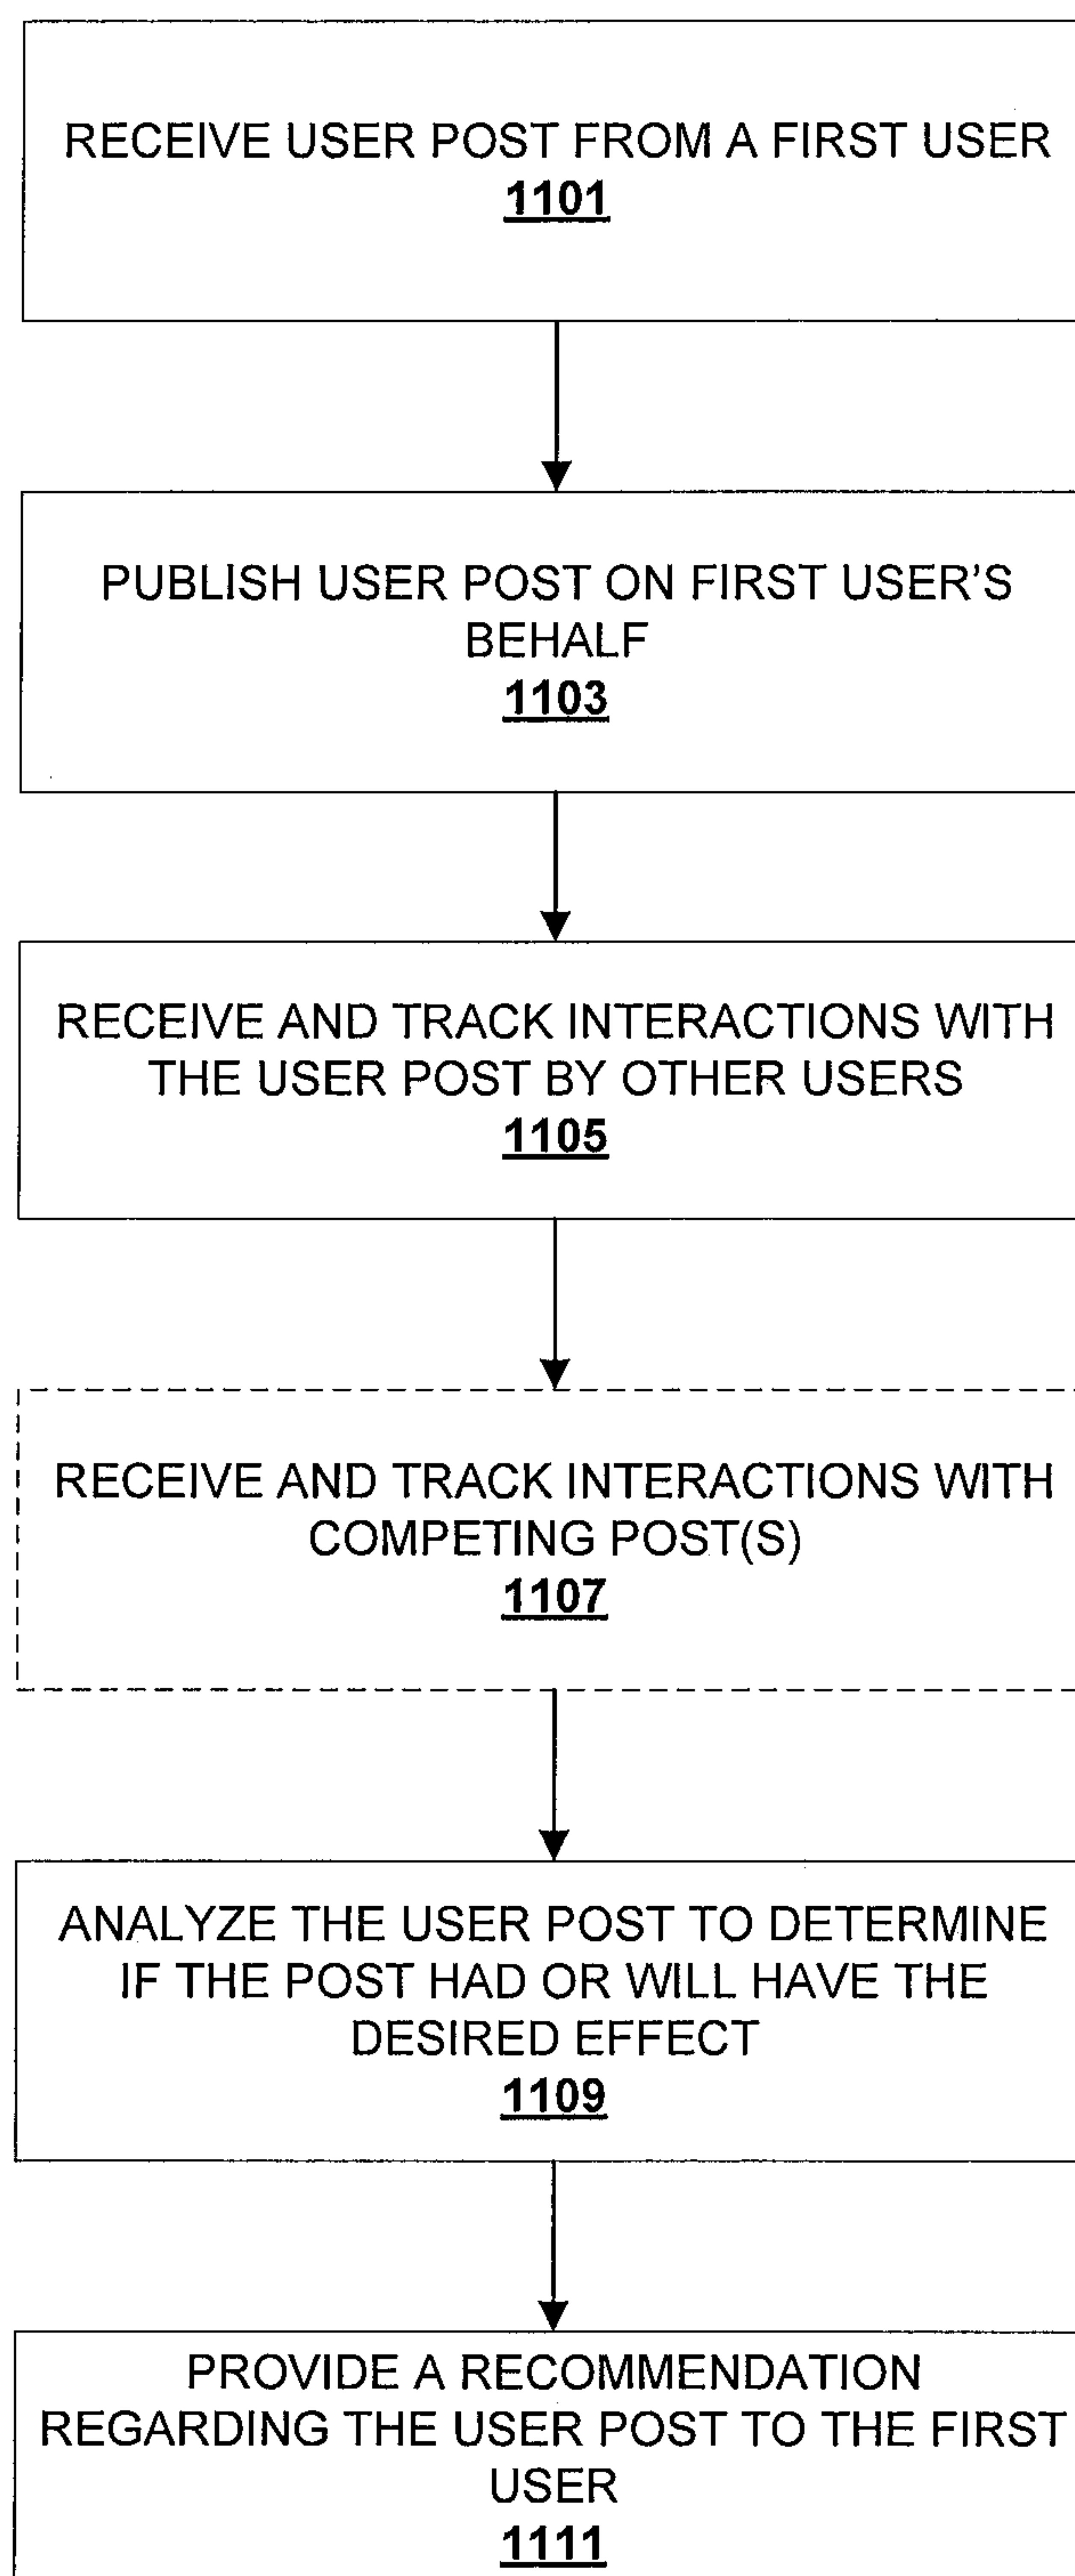 RECEIVE USER POST FROM A FIRST USER
1101
PUBLISH USER POST ON FIRST USER'S
BEHALF
1103
RECEIVE AND TRACK INTERACTIONS WITH
THE USER POST BY OTHER USERS
1105
RECEIVE AND TRACK INTERACTIONS WITH
COMPETING POST(S)
1107
ANALYZE THE USER POST TO DETERMINE
IF THE POST HAD OR WILL HAVE THE
DESIRED EFFECT
1109
PROVIDE A RECOMMENDATION
REGARDING THE USER POST TO THE FIRST
USER
1111